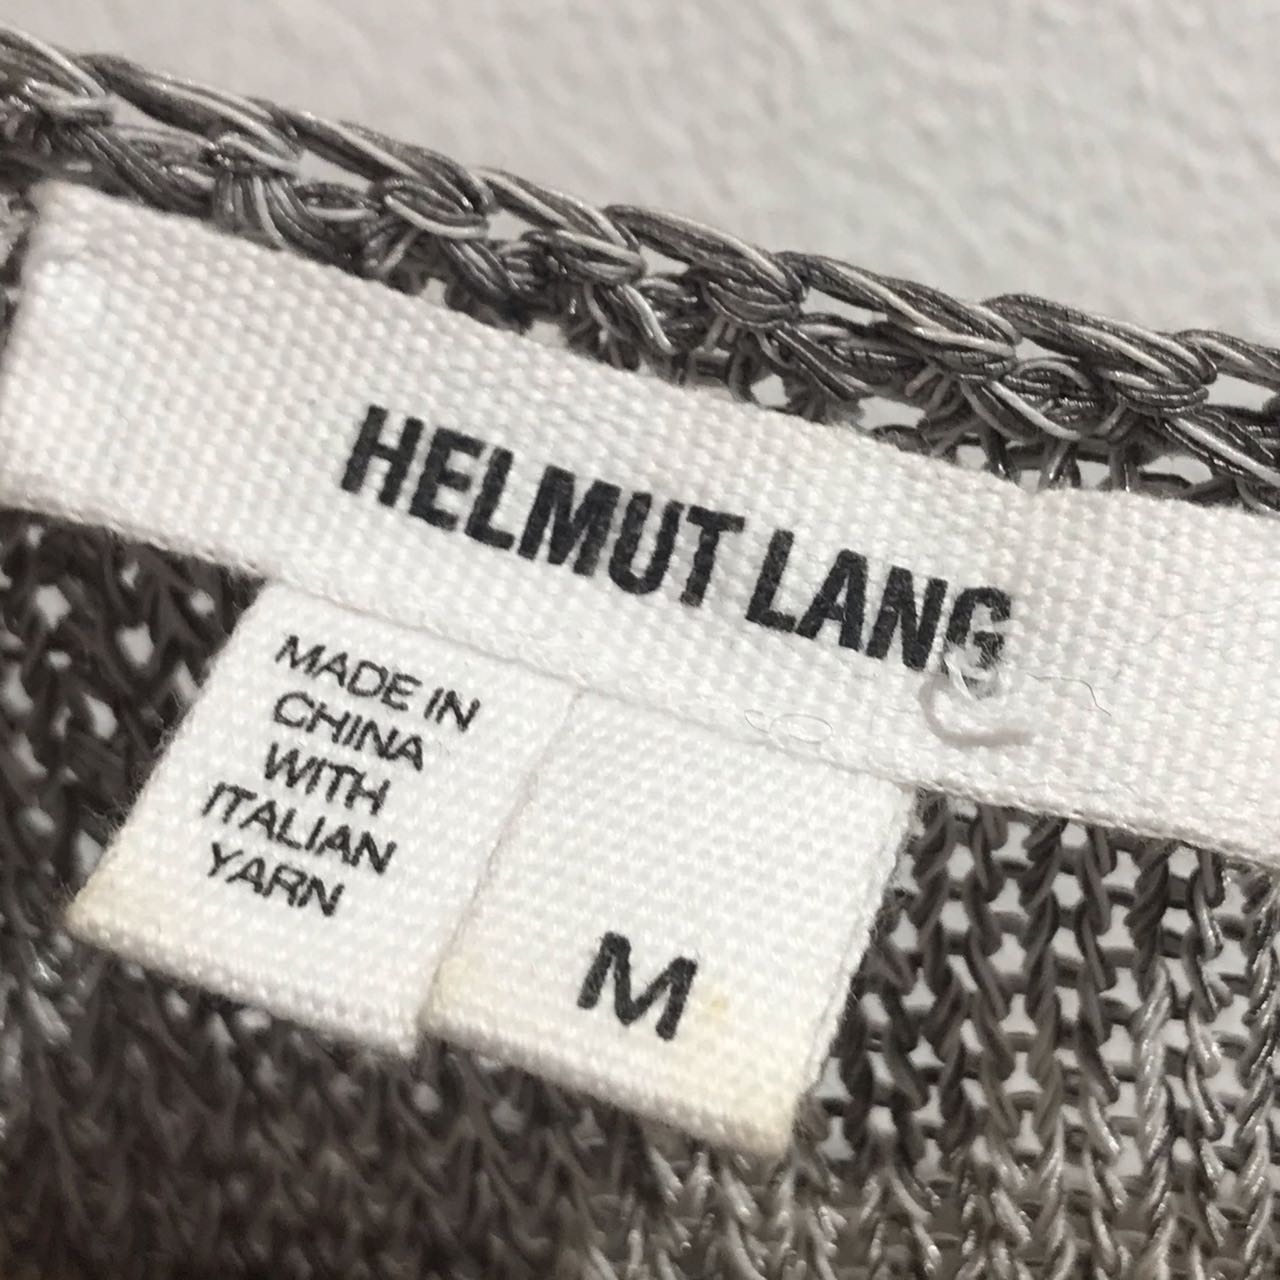 HELMUT LANG
MADE IN
CHINA
WITH
ITALIAN
YARN
M